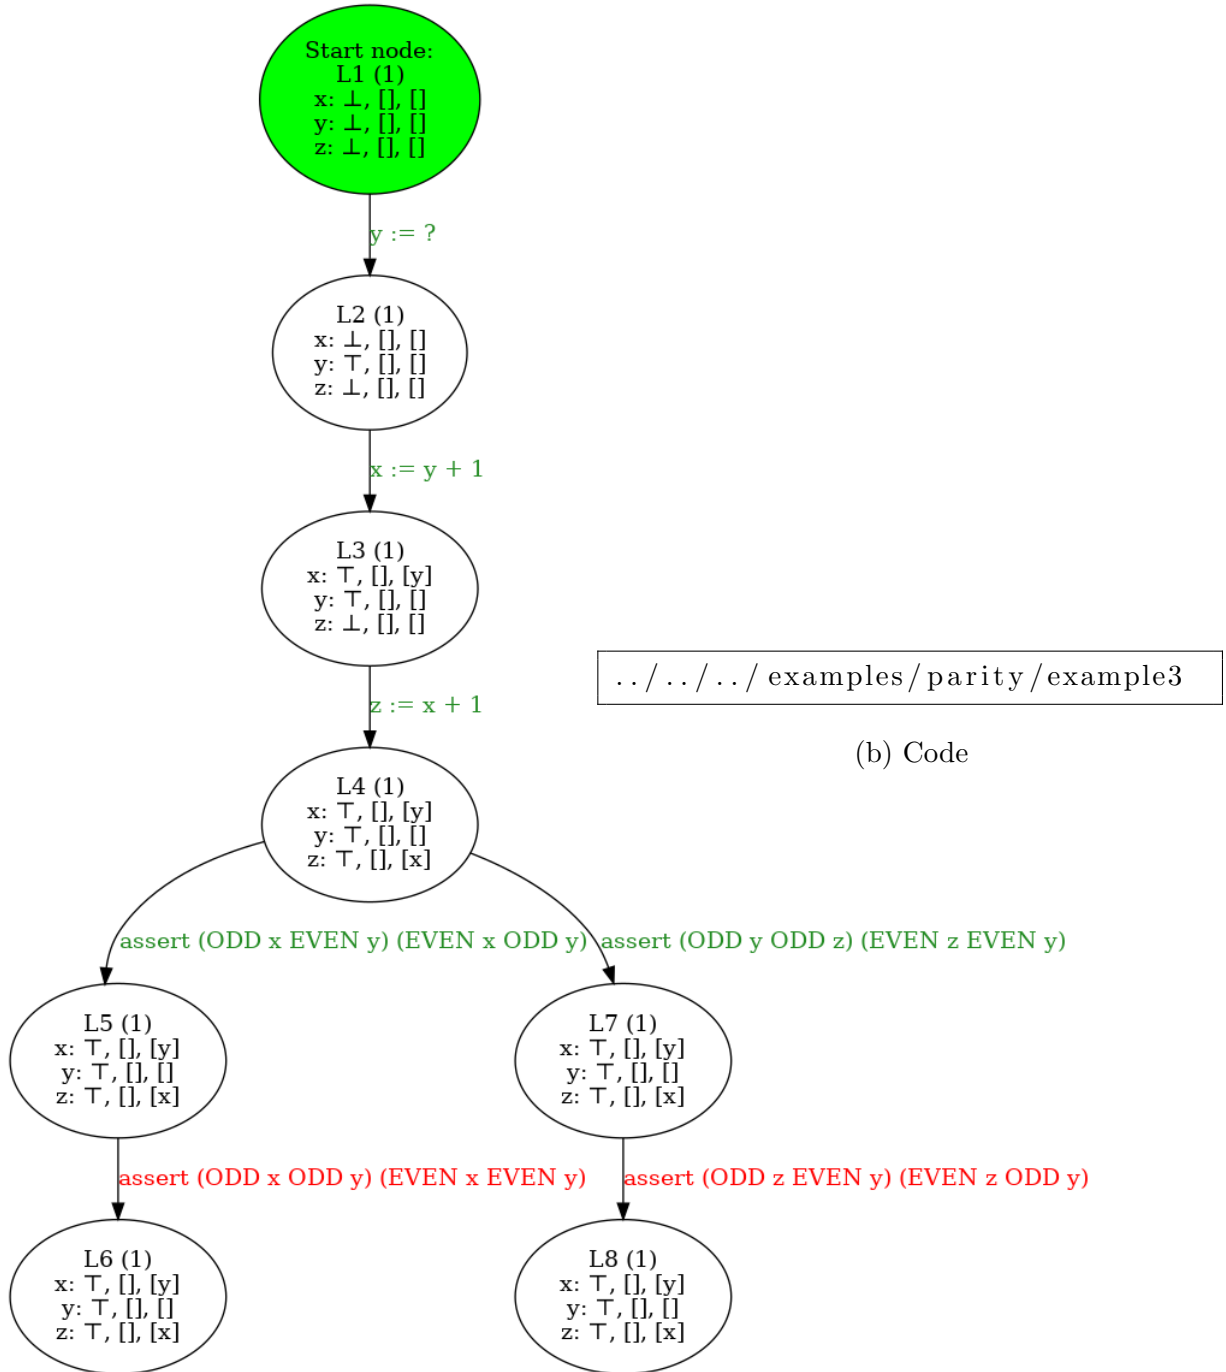 Start node:
L1 (1)
x: ⊥, [], []
y: ⊥, [], []
z: ⊥, [], []
y := ?
L2 (1)
x: ⊥, [], []
y: ⊤, [], []
z: ⊥, [], []
x := y + 1
L3 (1)
x: ⊤, [], [y]
y: ⊤, [], []
z: ⊥, [], []
z := x + 1
../../../examples/parity/example3
(b) Code
L4 (1)
x: ⊤, [], [y]
y: ⊤, [], []
z: ⊤, [], [x]
assert (ODD x EVEN y) (EVEN x ODD y)
assert (ODD y ODD z) (EVEN z EVEN y)
L5 (1)
x: ⊤, [], [y]
y: ⊤, [], []
z: ⊤, [], [x]
L7 (1)
x: ⊤, [], [y]
y: ⊤, [], []
z: ⊤, [], [x]
assert (ODD x ODD y) (EVEN x EVEN y)
assert (ODD z EVEN y) (EVEN z ODD y)
L6 (1)
x: ⊤, [], [y]
y: ⊤, [], []
z: ⊤, [], [x]
L8 (1)
x: ⊤, [], [y]
y: ⊤, [], []
z: ⊤, [], [x]